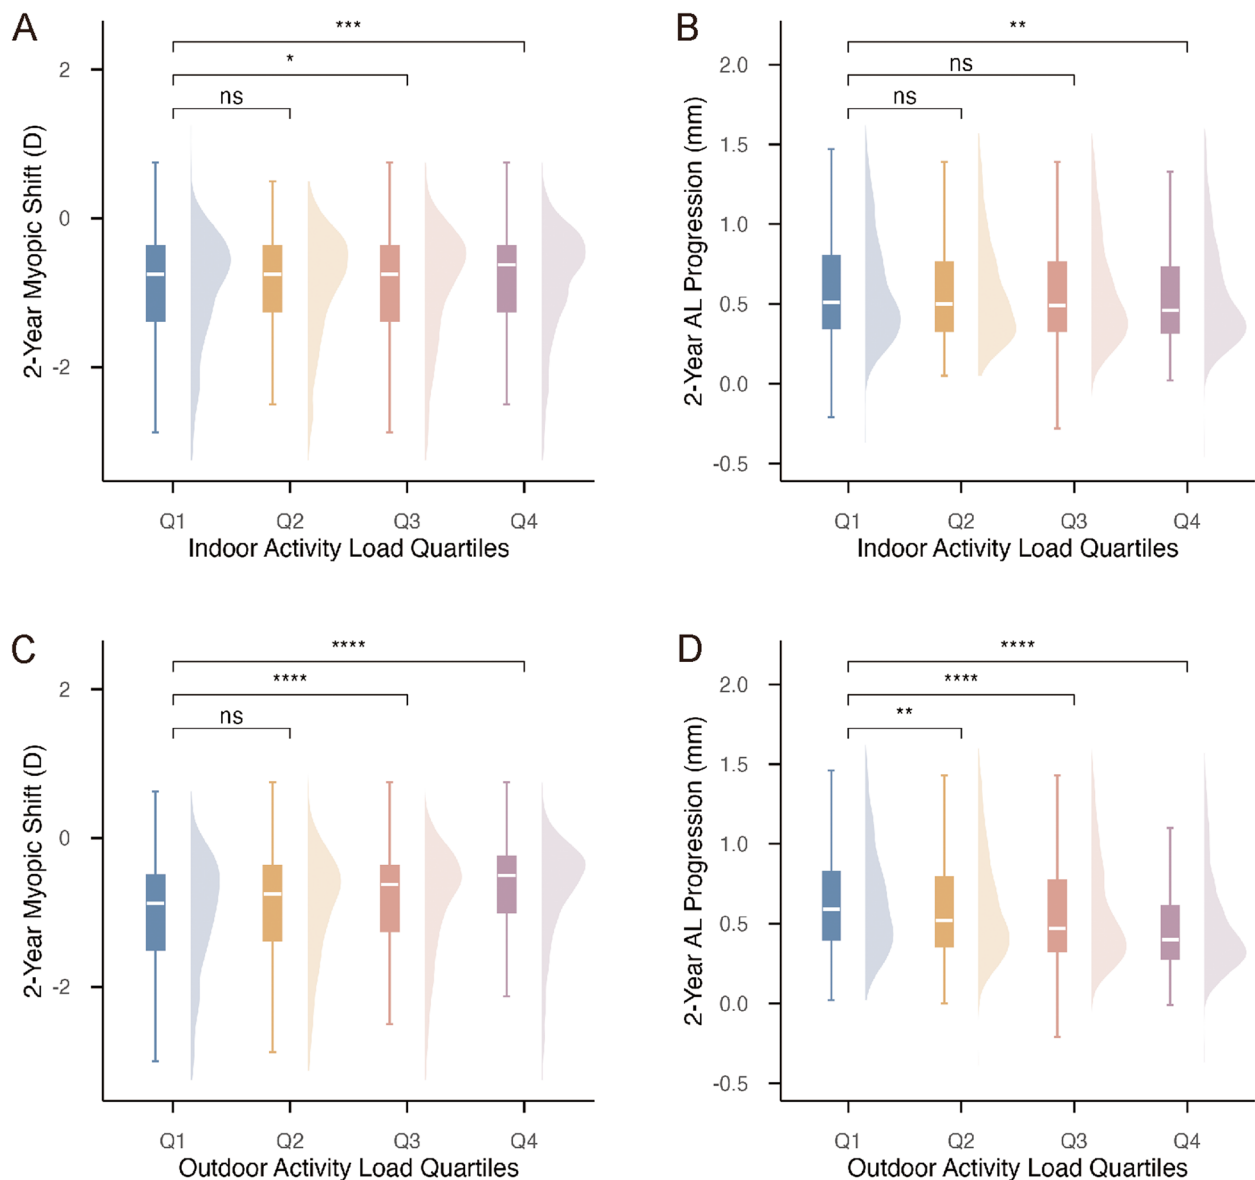 A
***
*
ns
2
0
-2
2-Year Myopic Shift (D)
Q1 Q2 Q3 Q4
Indoor Activity Load Quartiles
B
**
ns
ns
2.0
1.5
1.0
0.5
0.0
-0.5
2-Year AL Progression (mm)
Q1 Q2 Q3 Q4
Indoor Activity Load Quartiles
C
****
****
ns
2
0
-2
2-Year Myopic Shift (D)
Q1 Q2 Q3 Q4
Outdoor Activity Load Quartiles
D
****
****
**
2.0
1.5
1.0
0.5
0.0
-0.5
2-Year AL Progression (mm)
Q1 Q2 Q3 Q4
Outdoor Activity Load Quartiles